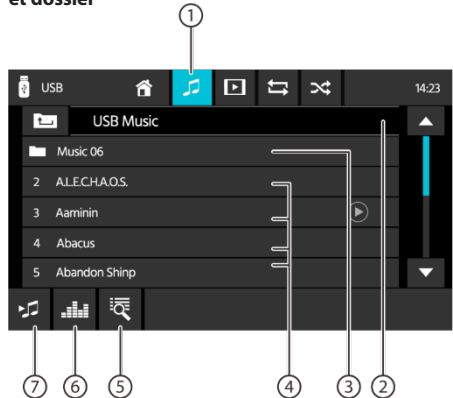 et dossier
1
USB 14:23
USB Music
Music 06
2 A.L.E.C.H.A.O.S.
3 Aaminin
4 Abacus
5 Abandon Shinp
7 6 5 4 3 2